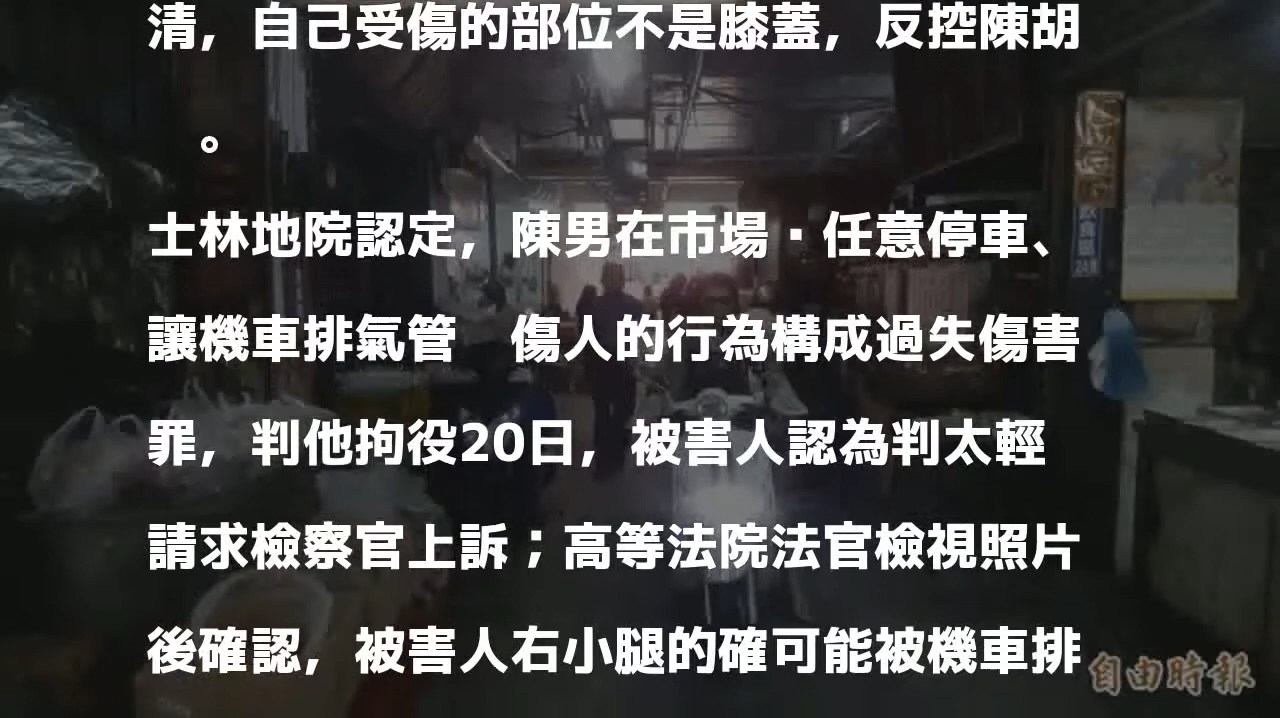 清，自己受傷的部位不是膝蓋，反控陳胡
。
士林地院認定，陳男在市場·任意停車、
讓機車排氣管　傷人的行為構成過失傷害
罪，判他拘役20日，被害人認為判太輕
請求檢察官上訴；高等法院法官檢視照片
後確認，被害人右小腿的確可能被機車排
自由時報